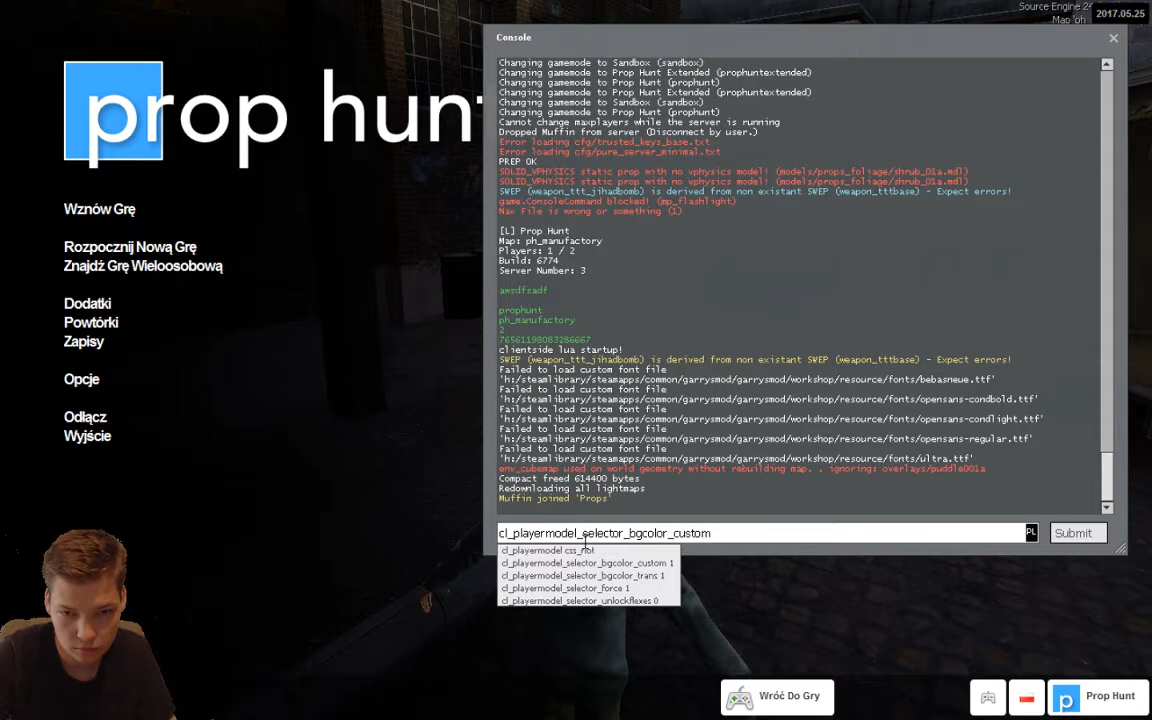 Source Engine 24
Map 'ph
2017.05.25
prop hunt
Wznów Grę
Rozpocznij Nową Grę
Znajdź Grę Wieloosobową
Dodatki
Powtórki
Zapisy
Opcje
Odłącz
Wyjście
Console
Changing gamemode to Sandbox (sandbox)
Changing gamemode to Prop Hunt Extended (prophuntextended)
Changing gamemode to Prop Hunt (prophunt)
Changing gamemode to Prop Hunt Extended (prophuntextended)
Changing gamemode to Sandbox (sandbox)
Changing gamemode to Prop Hunt (prophunt)
Cannot change maxplayers while the server is running
Dropped Muffin from server (Disconnect by user.)
Error loading cfg/trusted_keys_base.txt
Error loading cfg/pure_server_minimal.txt
PREP OK
SOLID_VPHYSICS static prop with no vphysics model! (models/props_foliage/shrub_01a.mdl)
SOLID_VPHYSICS static prop with no vphysics model! (models/props_foliage/shrub_01a.mdl)
SWEP (weapon_ttt_jihadbomb) is derived from non existant SWEP (weapon_tttbase) - Expect errors!
game.ConsoleCommand blocked! (mp_flashlight)
Nav File is wrong or something (1)
[L] Prop Hunt
Map: ph_manufactory
Players: 1 / 2
Build: 6774
Server Number: 3
awsdfsadf
prophunt
ph_manufactory
2
76561198083286667
clientside lua startup!
SWEP (weapon_ttt_jihadbomb) is derived from non existant SWEP (weapon_tttbase) - Expect errors!
Failed to load custom font file
'h:/steamlibrary/steamapps/common/garrysmod/garrysmod/workshop/resource/fonts/bebasneue.ttf'
Failed to load custom font file
'h:/steamlibrary/steamapps/common/garrysmod/garrysmod/workshop/resource/fonts/opensans-condbold.ttf'
Failed to load custom font file
'h:/steamlibrary/steamapps/common/garrysmod/garrysmod/workshop/resource/fonts/opensans-condlight.ttf'
Failed to load custom font file
'h:/steamlibrary/steamapps/common/garrysmod/garrysmod/workshop/resource/fonts/opensans-regular.ttf'
Failed to load custom font file
'h:/steamlibrary/steamapps/common/garrysmod/garrysmod/workshop/resource/fonts/ultra.ttf'
env_cubemap used on world geometry without rebuilding map. . ignoring: overlays/puddle001a
Compact freed 614400 bytes
Redownloading all lightmaps
Muffin joined 'Props'
cl_playermodel_selector_bgcolor_custom
PL
Submit
cl_playermodel css_riot
cl_playermodel_selector_bgcolor_custom 1
cl_playermodel_selector_bgcolor_trans 1
cl_playermodel_selector_force 1
cl_playermodel_selector_unlockflexes 0
Wróć Do Gry
p Prop Hunt